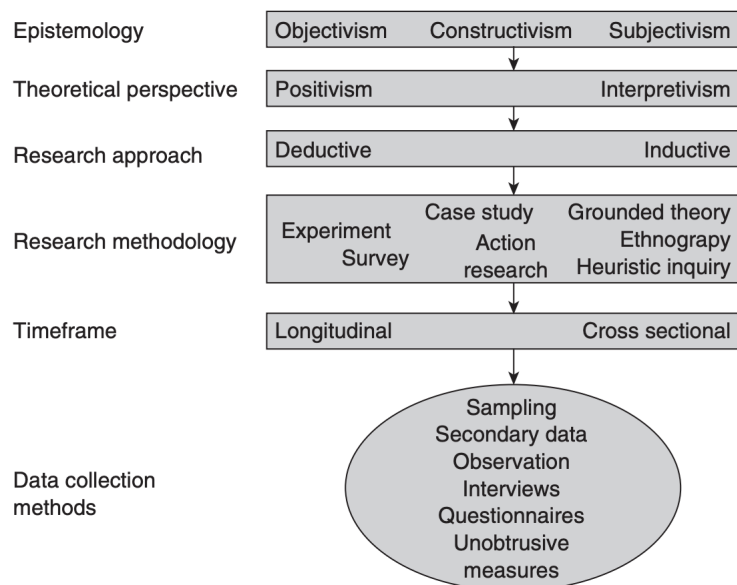 Epistemology
Objectivism Constructivism Subjectivism
Theoretical perspective
Positivism Interpretivism
Research approach
Deductive Inductive
Research methodology
Experiment
Survey
Case study
Action
research
Grounded theory
Ethnograpy
Heuristic inquiry
Timeframe
Longitudinal Cross sectional
Data collection
methods
Sampling
Secondary data
Observation
Interviews
Questionnaires
Unobtrusive
measures